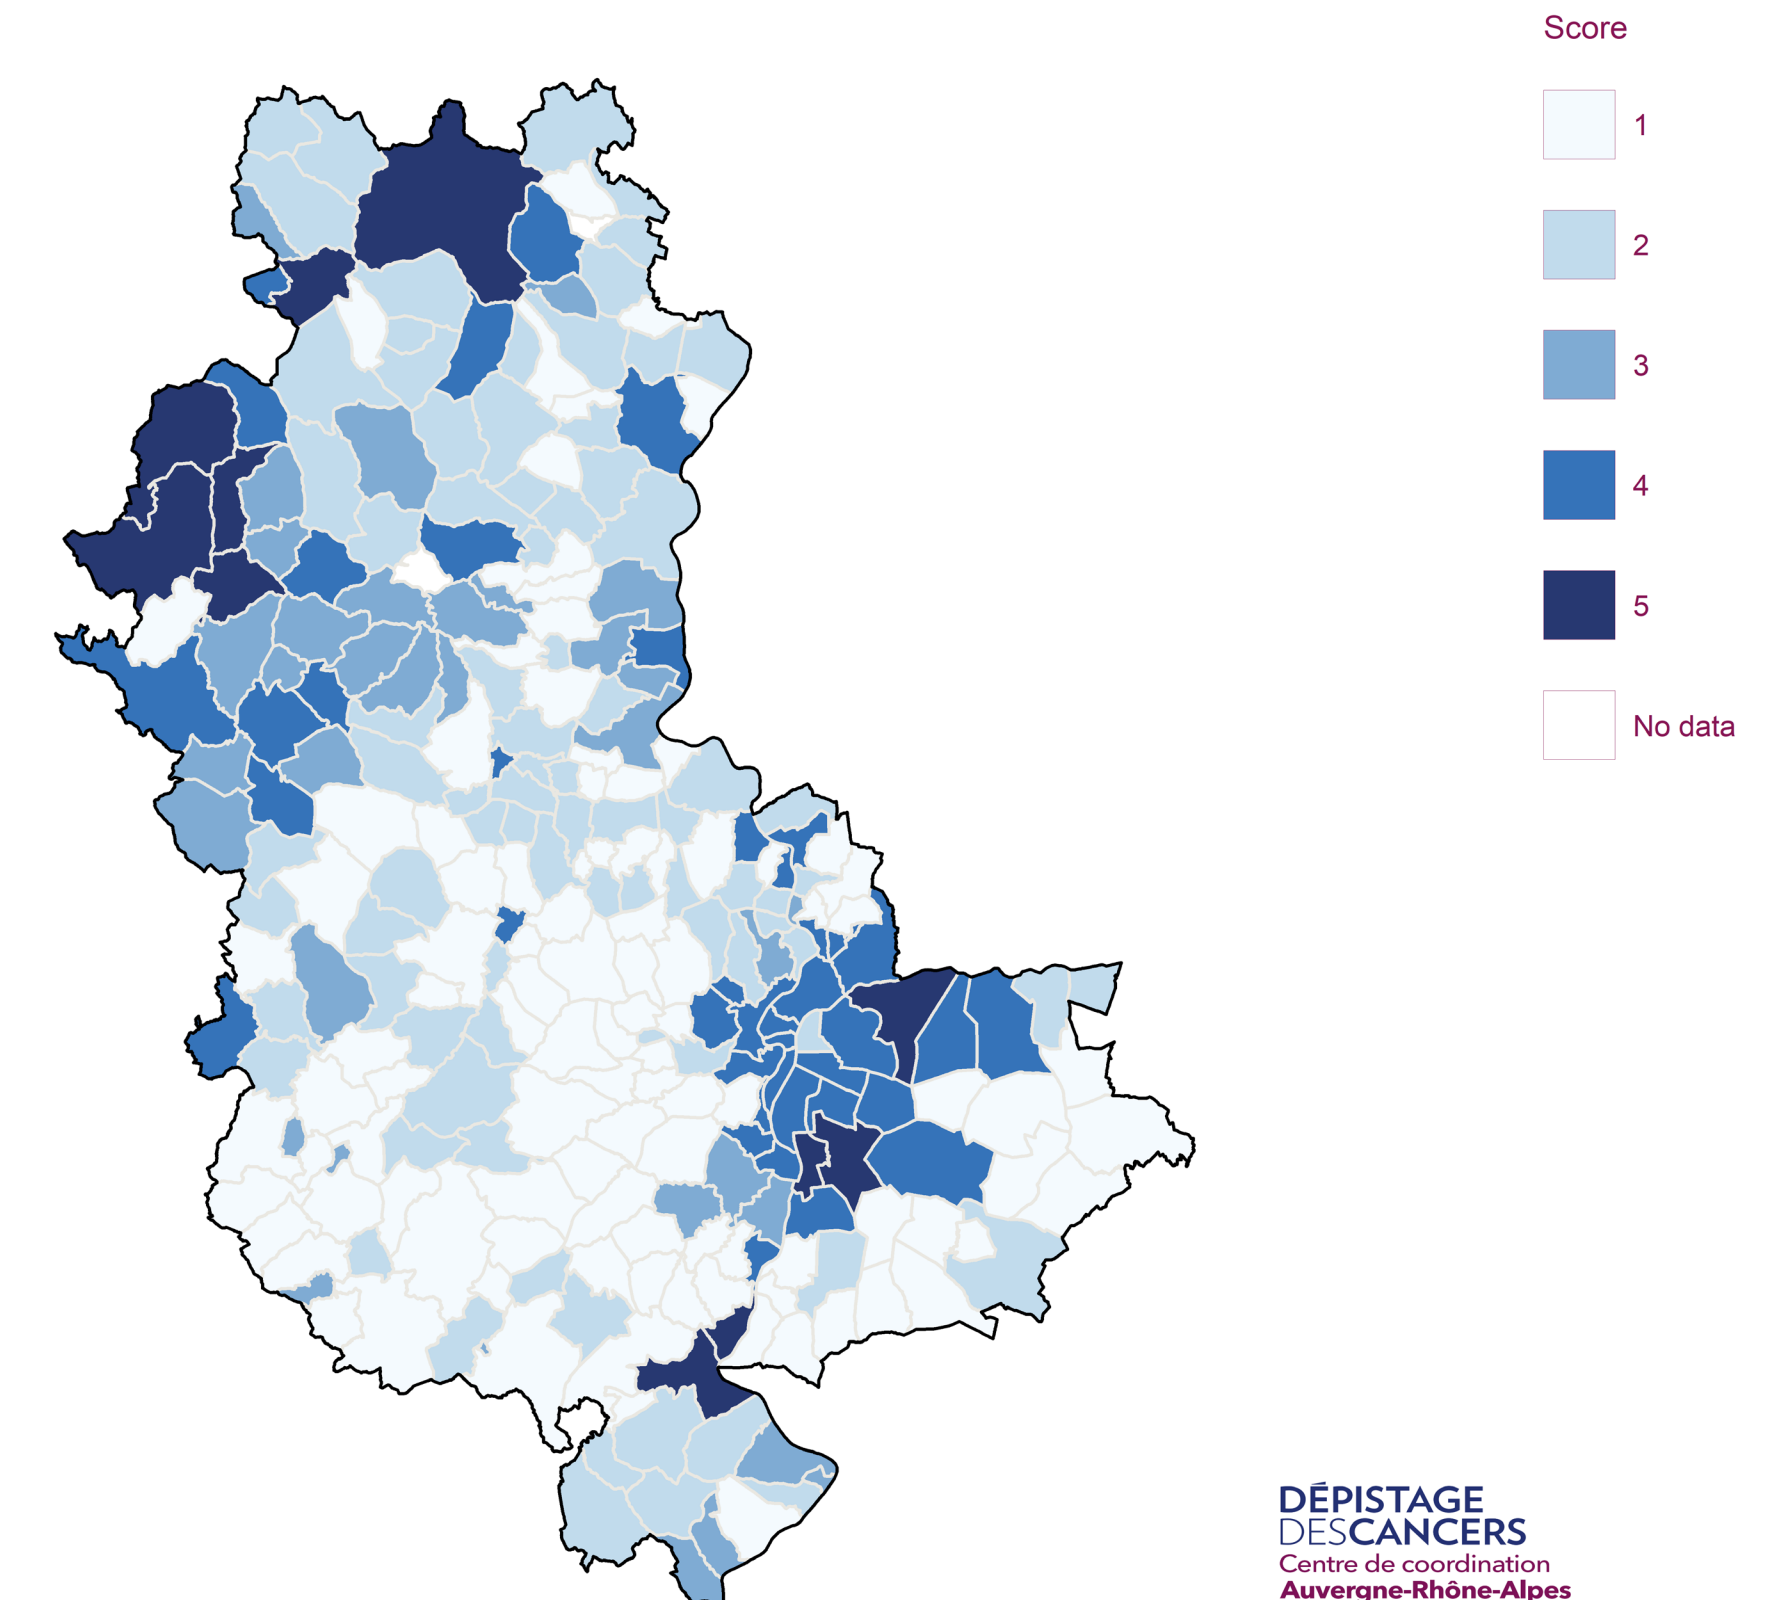 Score
1
2
3
4
5
No data
DÉPISTAGE
DESCANCERS
Centre de coordination
Auvergne-Rhône-Alpes